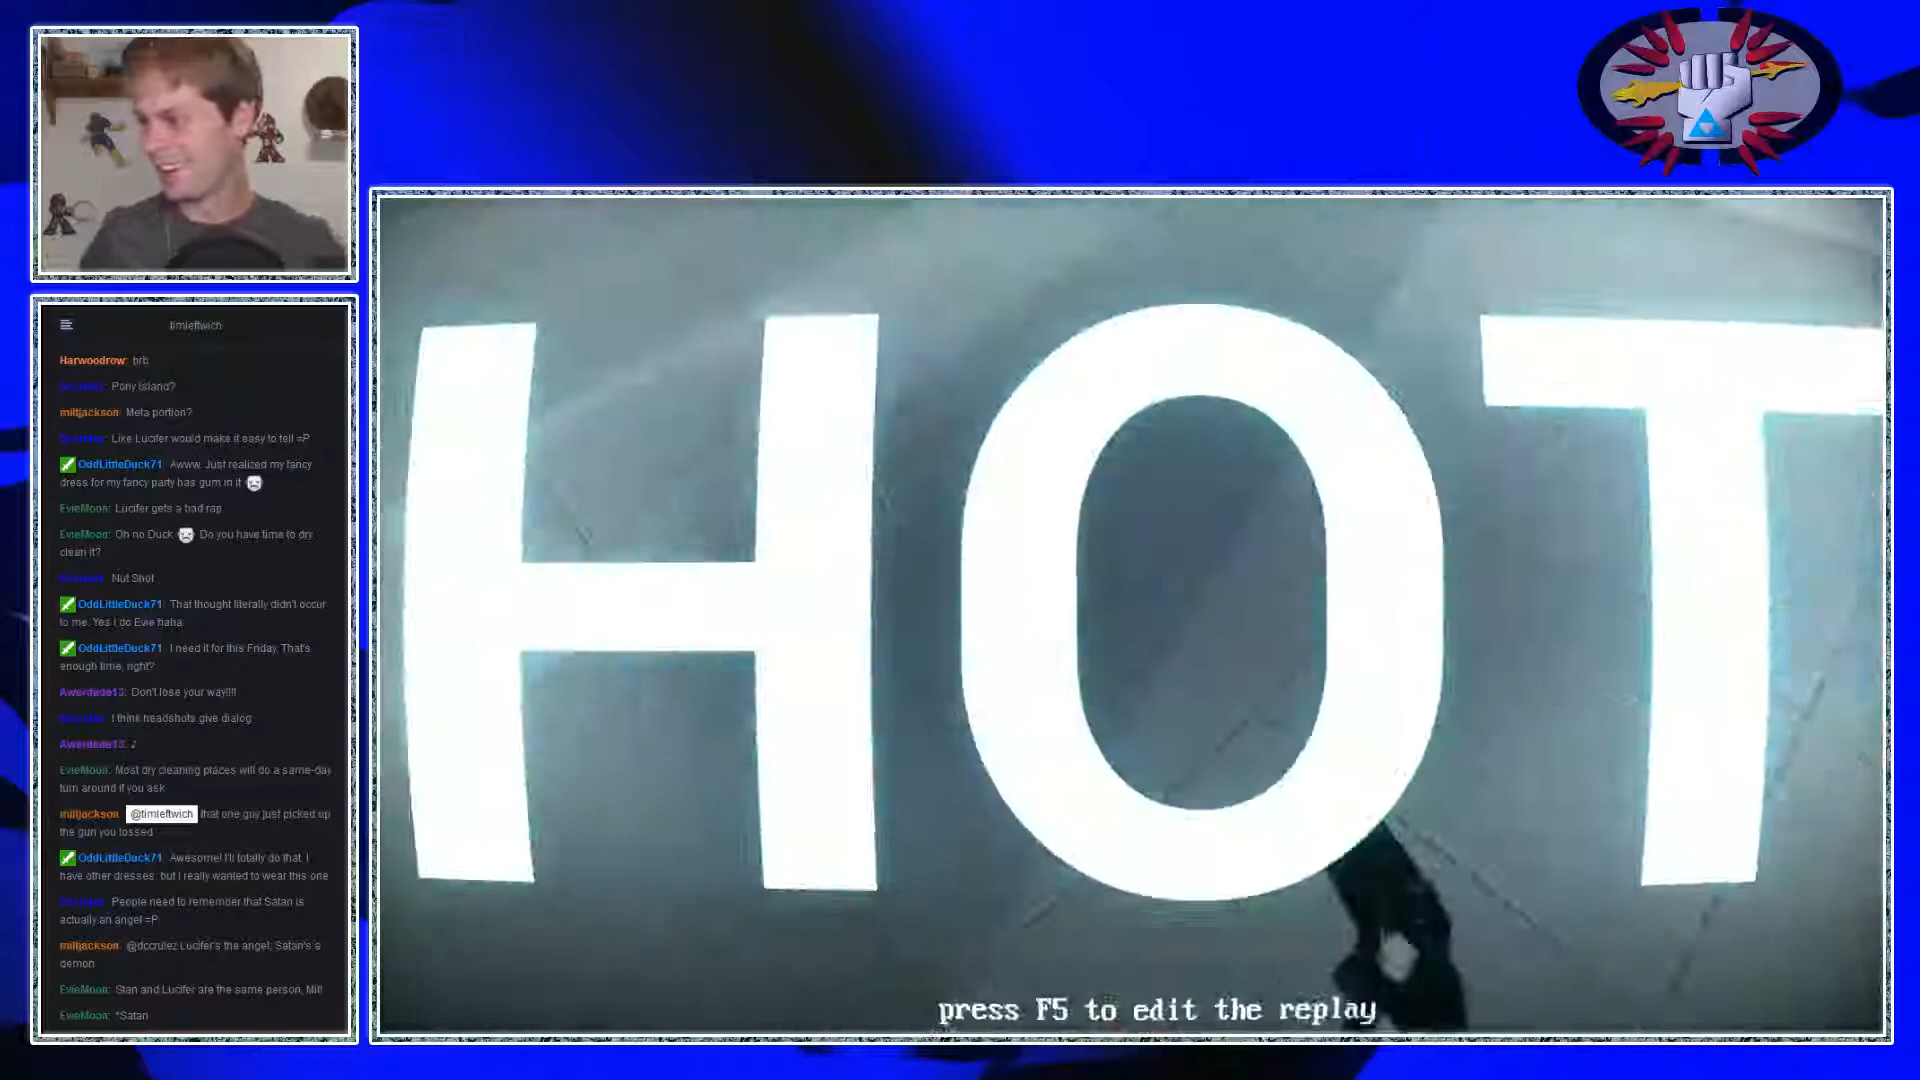 timleftwich
Harwoodrow: brb
Pony Island?
miltjackson: Meta portion?
Like Lucifer would make it easy to tell =P
OddLittleDuck71: Awww. Just realized my fancy
dress for my fancy party has gum in it
EvieMoon: Lucifer gets a bad rap
EvieMoon: Oh no Duck Do you have time to dry
clean it?
Nut Shot
OddLittleDuck71: That thought literally didn't occur
to me. Yes I do Evie haha
OddLittleDuck71: I need it for this Friday. That's
enough time, right?
Awerdede13: Don't lose your way!!!!
I think headshots give dialog
Awerdede13: ♪
EvieMoon: Most dry cleaning places will do a same-day
turn around if you ask
miltjackson: @timleftwich that one guy just picked up
the gun you tossed
OddLittleDuck71: Awesome! I'll totally do that. I
have other dresses, but I really wanted to wear this one
People need to remember that Satan is
actually an angel =P
miltjackson: @dccrulez Lucifer's the angel, Satan's a
demon
EvieMoon: Stan and Lucifer are the same person, Milt!
EvieMoon: *Satan
HOT
press F5 to edit the replay